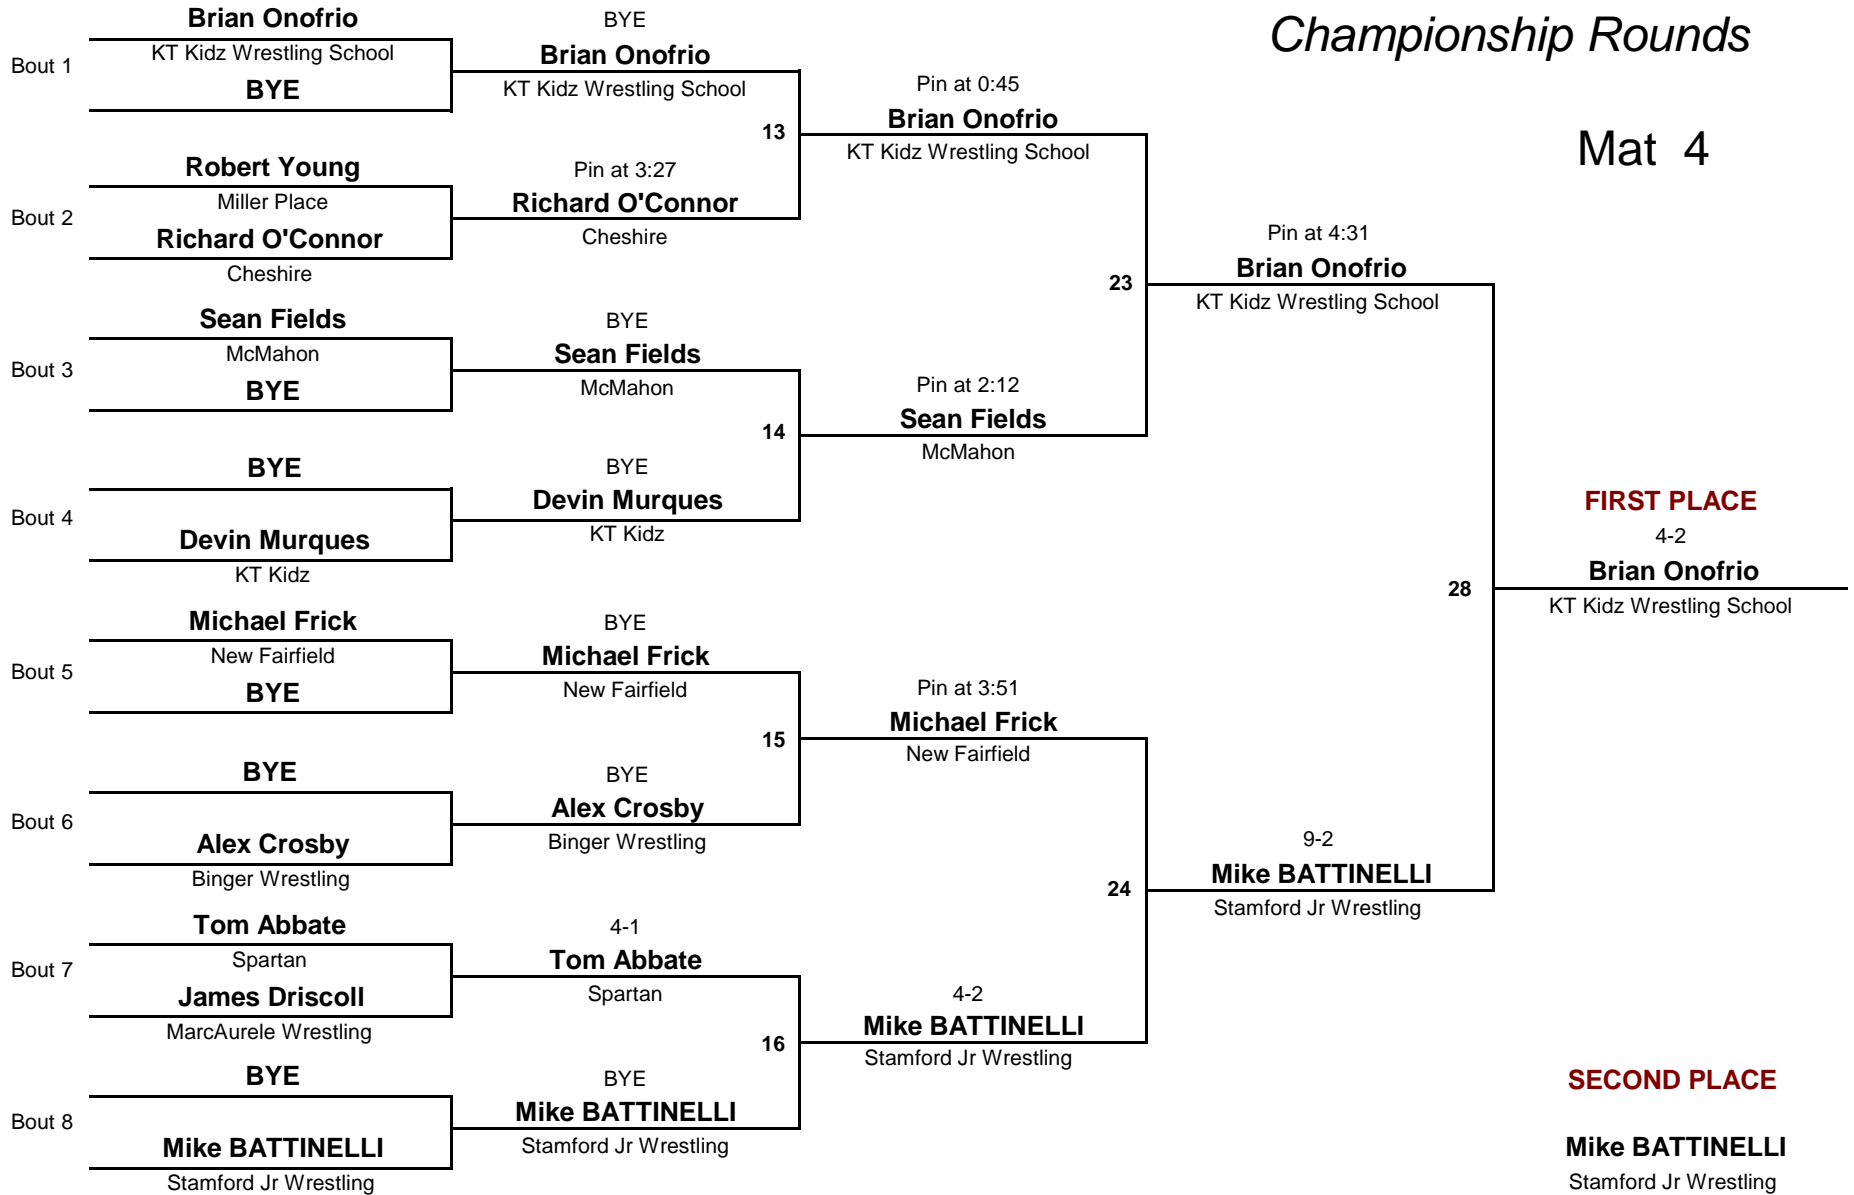 Championship Rounds
Mat 4
Bout 1
Brian Onofrio
KT Kidz Wrestling School
BYE
Bout 2
Robert Young
Miller Place
Richard O'Connor
Cheshire
Bout 3
Sean Fields
McMahon
BYE
Bout 4
BYE
Devin Murques
KT Kidz
Bout 5
Michael Frick
New Fairfield
BYE
Bout 6
BYE
Alex Crosby
Binger Wrestling
Bout 7
Tom Abbate
Spartan
James Driscoll
MarcAurele Wrestling
Bout 8
BYE
Mike BATTINELLI
Stamford Jr Wrestling
BYE
Brian Onofrio
KT Kidz Wrestling School
13
Pin at 3:27
Richard O'Connor
Cheshire
BYE
Sean Fields
McMahon
14
BYE
Devin Murques
KT Kidz
BYE
Michael Frick
New Fairfield
15
BYE
Alex Crosby
Binger Wrestling
4-1
Tom Abbate
Spartan
16
BYE
Mike BATTINELLI
Stamford Jr Wrestling
Pin at 0:45
Brian Onofrio
KT Kidz Wrestling School
23
Pin at 2:12
Sean Fields
McMahon
Pin at 3:51
Michael Frick
New Fairfield
24
4-2
Mike BATTINELLI
Stamford Jr Wrestling
Pin at 4:31
Brian Onofrio
KT Kidz Wrestling School
28
9-2
Mike BATTINELLI
Stamford Jr Wrestling
FIRST PLACE
4-2
Brian Onofrio
KT Kidz Wrestling School
SECOND PLACE
Mike BATTINELLI
Stamford Jr Wrestling